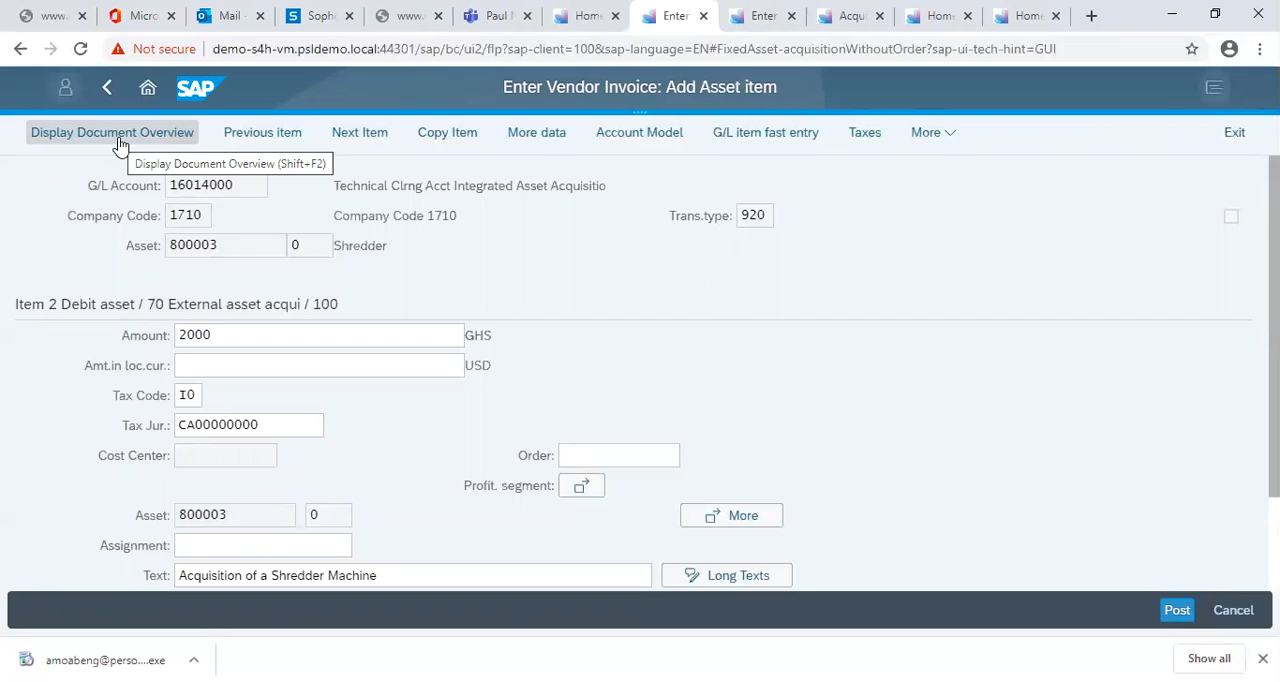 www.
Micro
Mail -
Sophe
www.
Paul M
Home
Enter
Enter
Acqu
Home
Home
Not secure
demo-s4h-vm.psldemo.local:44301/sap/bc/ui2/flp?sap-client=100&sap-language=EN#FixedAsset-acquisitionWithoutOrder?sap-ui-tech-hint=GUI
SAP
Enter Vendor Invoice: Add Asset item
Display Document Overview Previous item Next Item Copy Item More data Account Model G/L item fast entry Taxes More Exit
Display Document Overview (Shift+F2)
G/L Account: 16014000 Technical Clrng Acct Integrated Asset Acquisitio
Company Code: 1710 Company Code 1710 Trans.type: 920
Asset: 800003 0 Shredder
Item 2 Debit asset / 70 External asset acqui / 100
Amount: 2000 GHS
Amt.in loc.cur.: USD
Tax Code: I0
Tax Jur.: CA00000000
Cost Center: Order:
Profit. segment:
Asset: 800003 0 More
Assignment:
Text: Acquisition of a Shredder Machine Long Texts
Post Cancel
amoabeng@perso....exe Show all